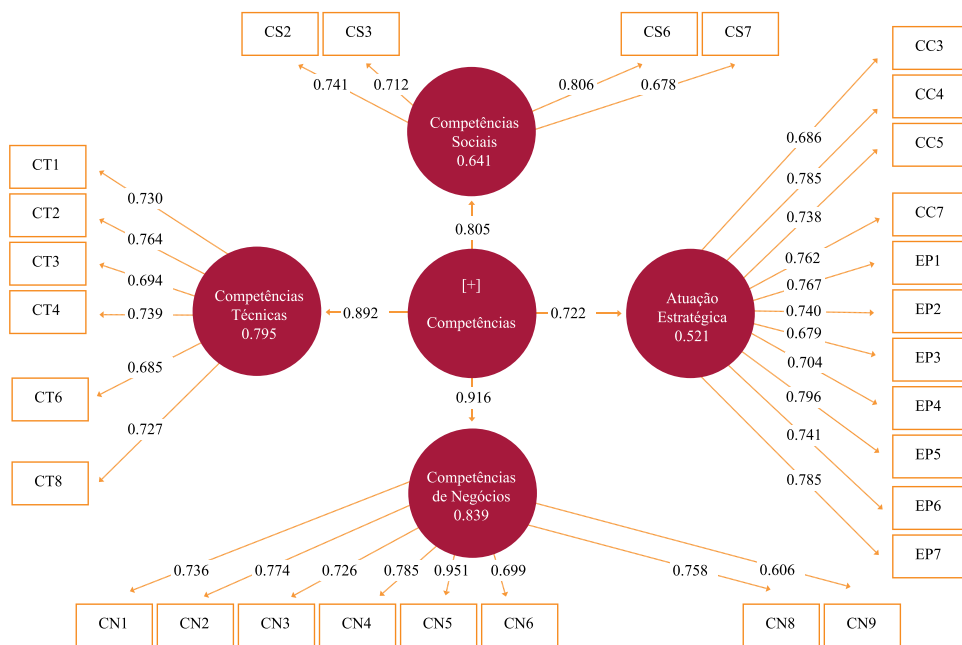 CS2
CS3
CS6
CS7
CC3
CC4
CC5
CC7
EP1
EP2
EP3
EP4
EP5
EP6
EP7
0.741
0.712
0.806
0.678
Competências
Sociais
0.641
0.686
0.785
0.738
0.762
0.767
0.740
0.679
0.704
0.796
0.741
0.785
CT1
CT2
CT3
CT4
CT6
CT8
0.730
0.764
0.694
0.739
0.685
0.727
Competências
Técnicas
0.795
0.805
0.892
[+]
Competências
0.722
Atuação
Estratégica
0.521
0.916
Competências
de Negócios
0.839
0.736
0.774
0.726
0.785
0.951
0.699
0.758
0.606
CN1
CN2
CN3
CN4
CN5
CN6
CN8
CN9